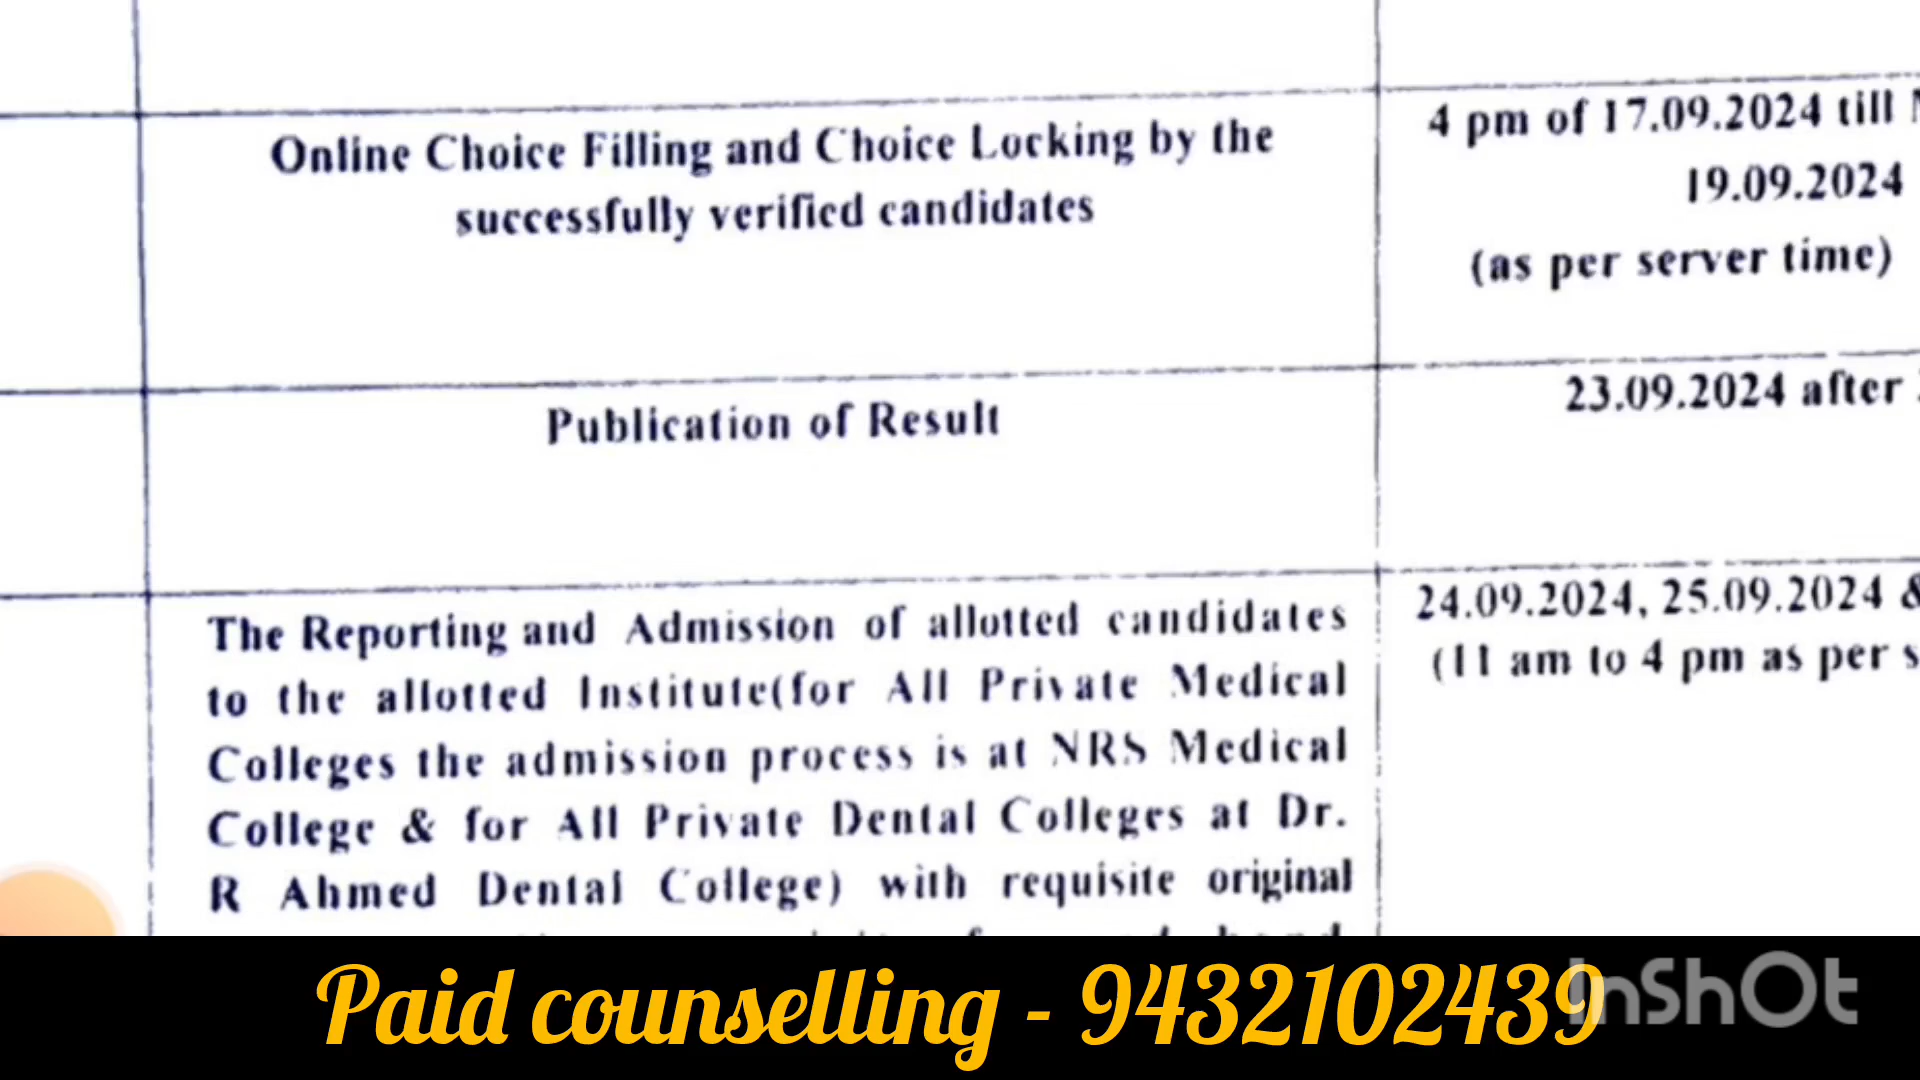 Online Choice Filling and Choice Locking by the
successfully verified candidates
4 pm of 17.09.2024 till
19.09.2024
(as per server time)
Publication of Result
23.09.2024 after
The Reporting and Admission of allotted candidates
to the allotted Institute(for All Private Medical
Colleges the admission process is at NRS Medical
College & for All Private Dental Colleges at Dr.
R Ahmed Dental College) with requisite original
24.09.2024, 25.09.2024 &
(11 am to 4 pm as per s
Paid counselling - 9432102439
InShOt